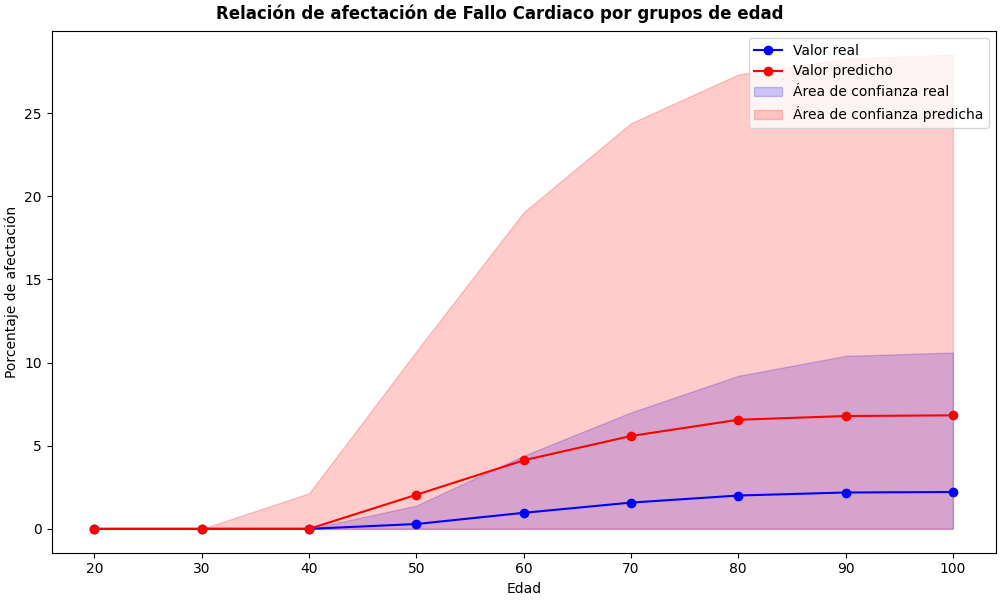 Relación de afectación de Fallo Cardiaco por grupos de edad
Valor real
Valor predicho
Área de confianza real
Área de confianza predicha
Porcentaje de afectación
25
20
15
10
5
0
20 30 40 50 60 70 80 90 100
Edad